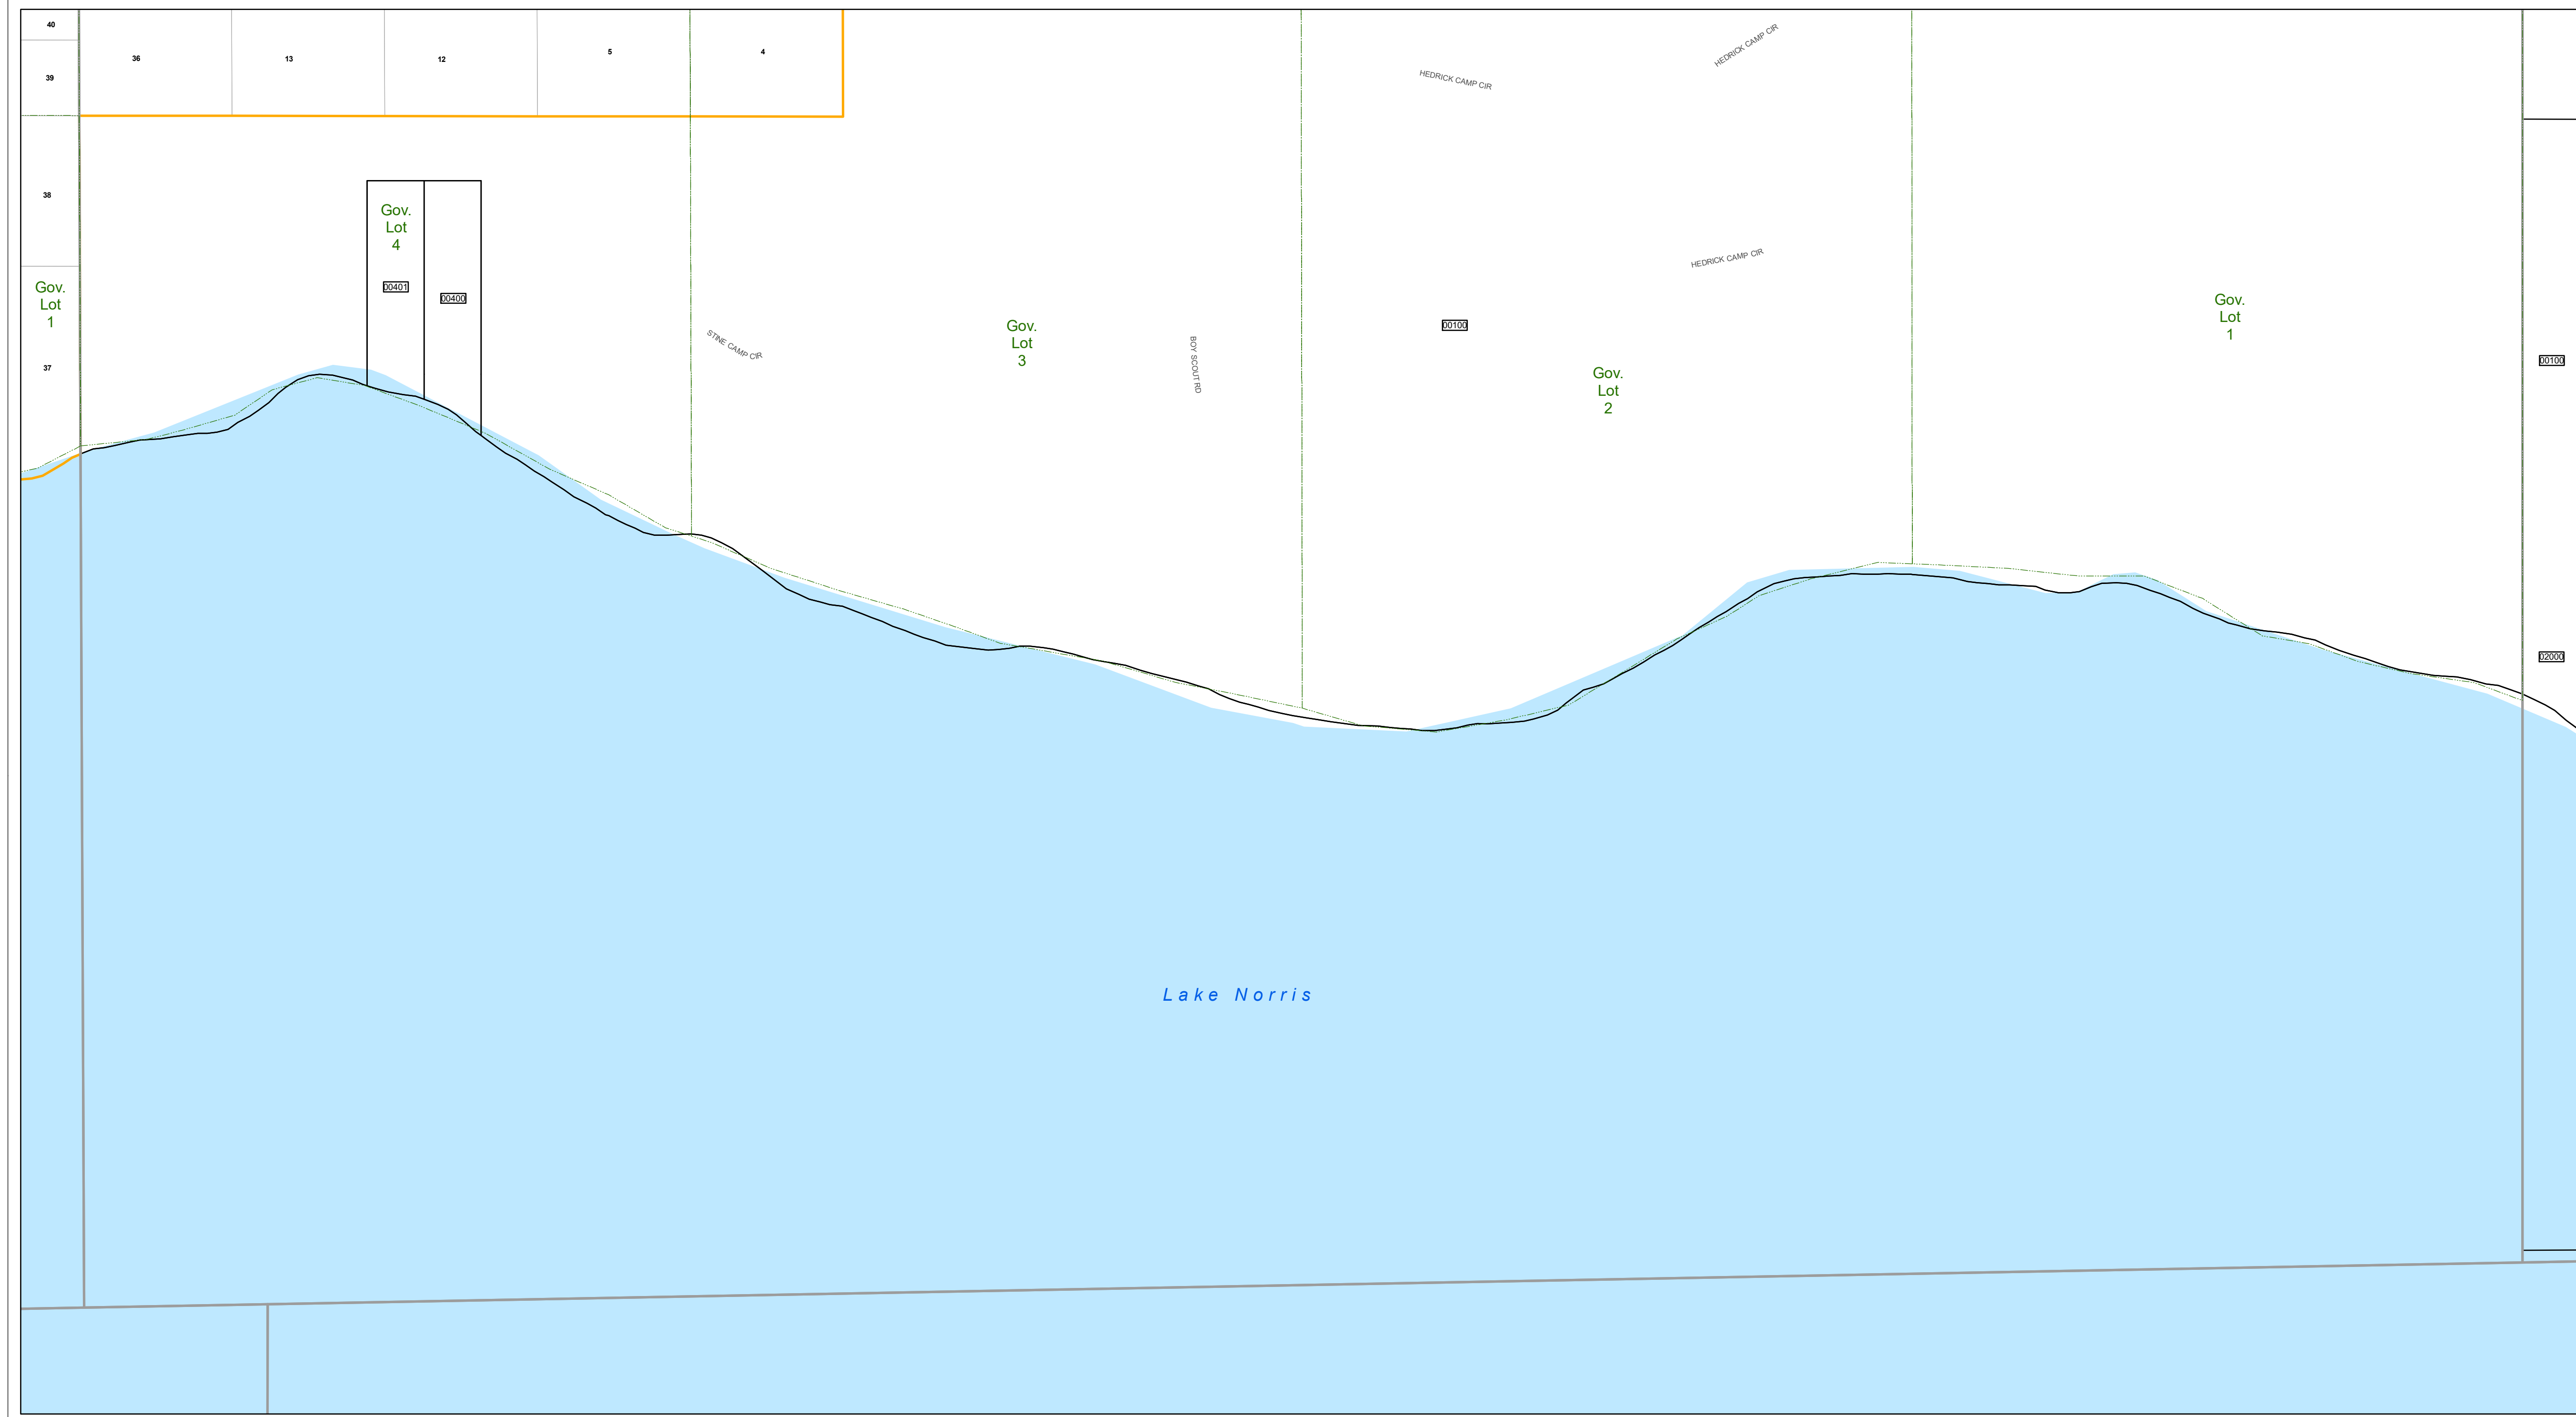 40
36
13
12
5
4
HEDRICK CAMP CIR
HEDRICK CAMP CIR
39
38
Gov.
Lot
4
00401
00400
Gov.
Lot
1
37
STINE CAMP CIR
Gov.
Lot
3
BOY SCOUT RD
00100
HEDRICK CAMP CIR
Gov.
Lot
2
Gov.
Lot
1
00100
02000
Lake Norris